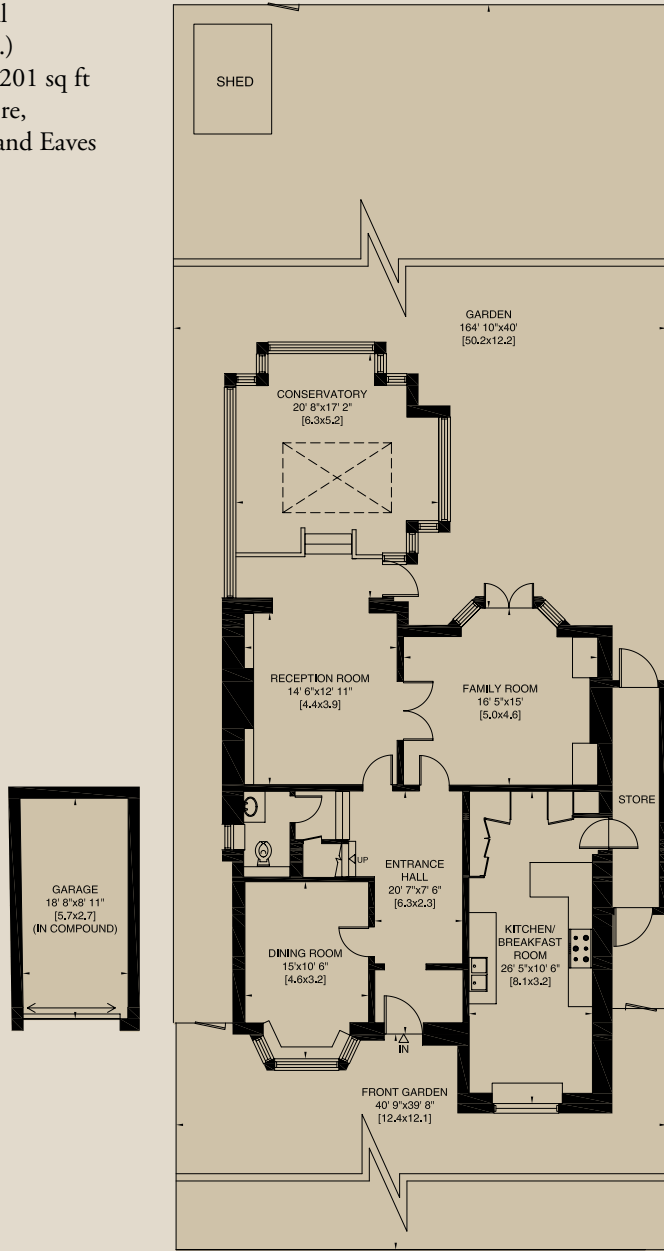 l
.)
201 sq ft
re,
and Eaves
SHED
GARDEN
164' 10"x40'
[50.2x12.2]
CONSERVATORY
20' 8"x17' 2"
[6.3x5.2]
RECEPTION ROOM
14' 6"x12' 11"
[4.4x3.9]
FAMILY ROOM
16' 5"x15'
[5.0x4.6]
STORE
UP
ENTRANCE
HALL
20' 7"x7' 6"
[6.3x2.3]
GARAGE
18' 8"x8' 11"
[5.7x2.7]
(IN COMPOUND)
DINING ROOM
15'x10' 6"
[4.6x3.2]
KITCHEN/
BREAKFAST
ROOM
26' 5"x10' 6"
[8.1x3.2]
IN
FRONT GARDEN
40' 9"x39' 8"
[12.4x12.1]